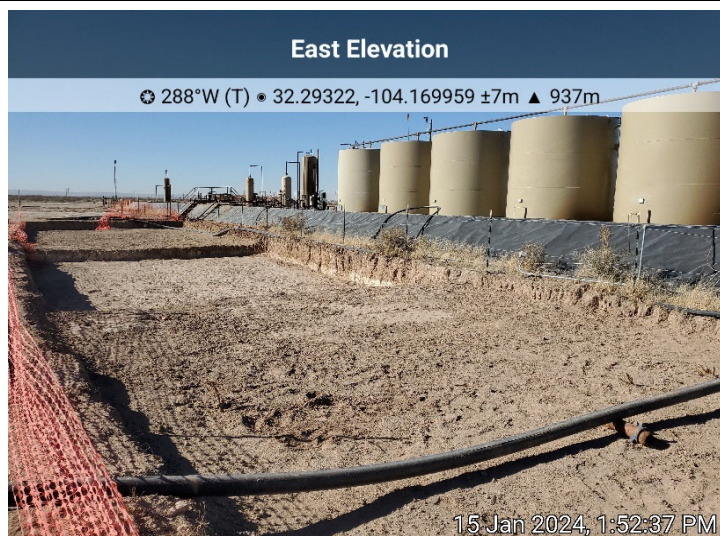 East Elevation
✪ 288°W (T) ◉ 32.29322, -104.169959 ±7m ▲ 937m
15 Jan 2024, 1:52:37 PM